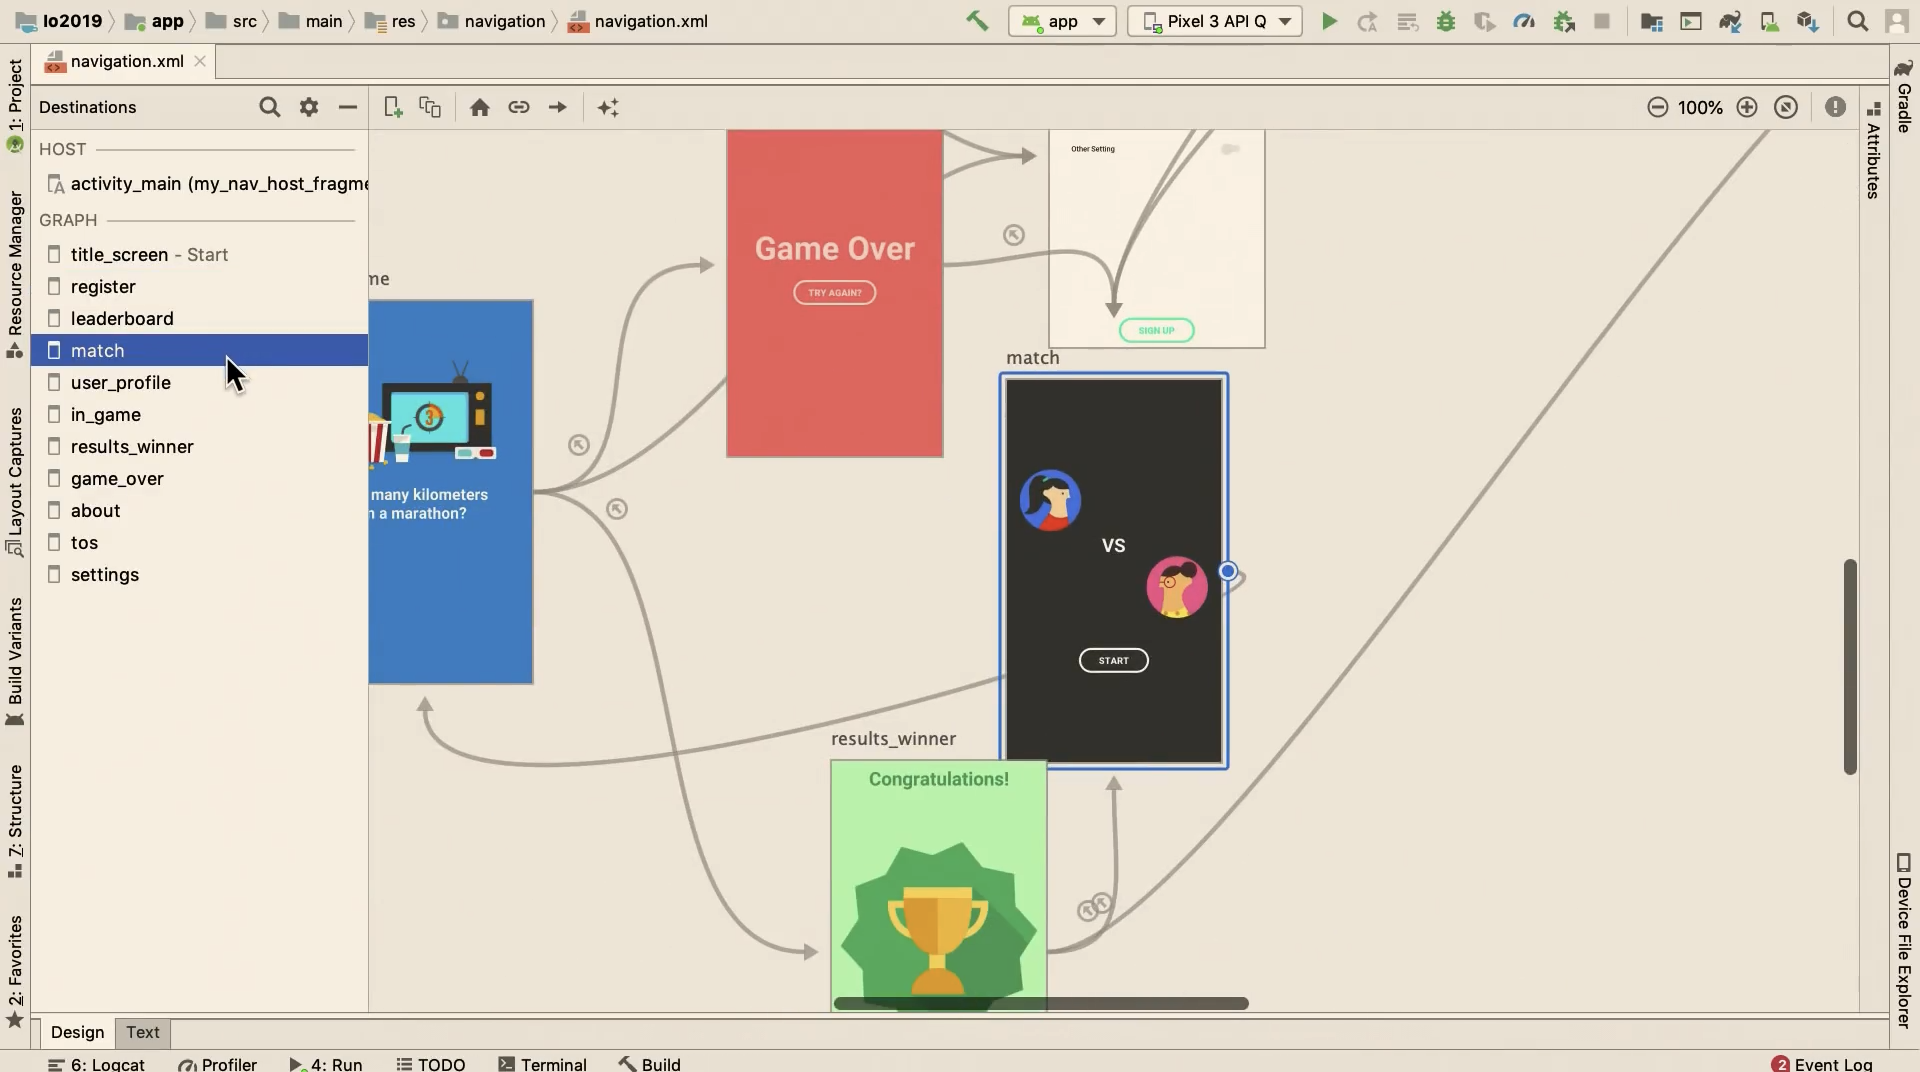 Io2019 app src main res navigation navigation.xml app Pixel 3 API Q
navigation.xml
Destinations
100%
HOST
activity_main (my_nav_host_fragme
GRAPH
title_screen - Start
register
leaderboard
match
user_profile
in_game
results_winner
game_over
about
tos
settings
me
many kilometers
n a marathon?
Game Over
TRY AGAIN?
Other Setting
SIGN UP
match
VS
START
results_winner
Congratulations!
3
1: Project
Resource Manager
Layout Captures
Build Variants
7: Structure
2: Favorites
Gradle
Attributes
Device File Explorer
Design Text
6: Logcat Profiler 4: Run TODO Terminal Build 2 Event Log